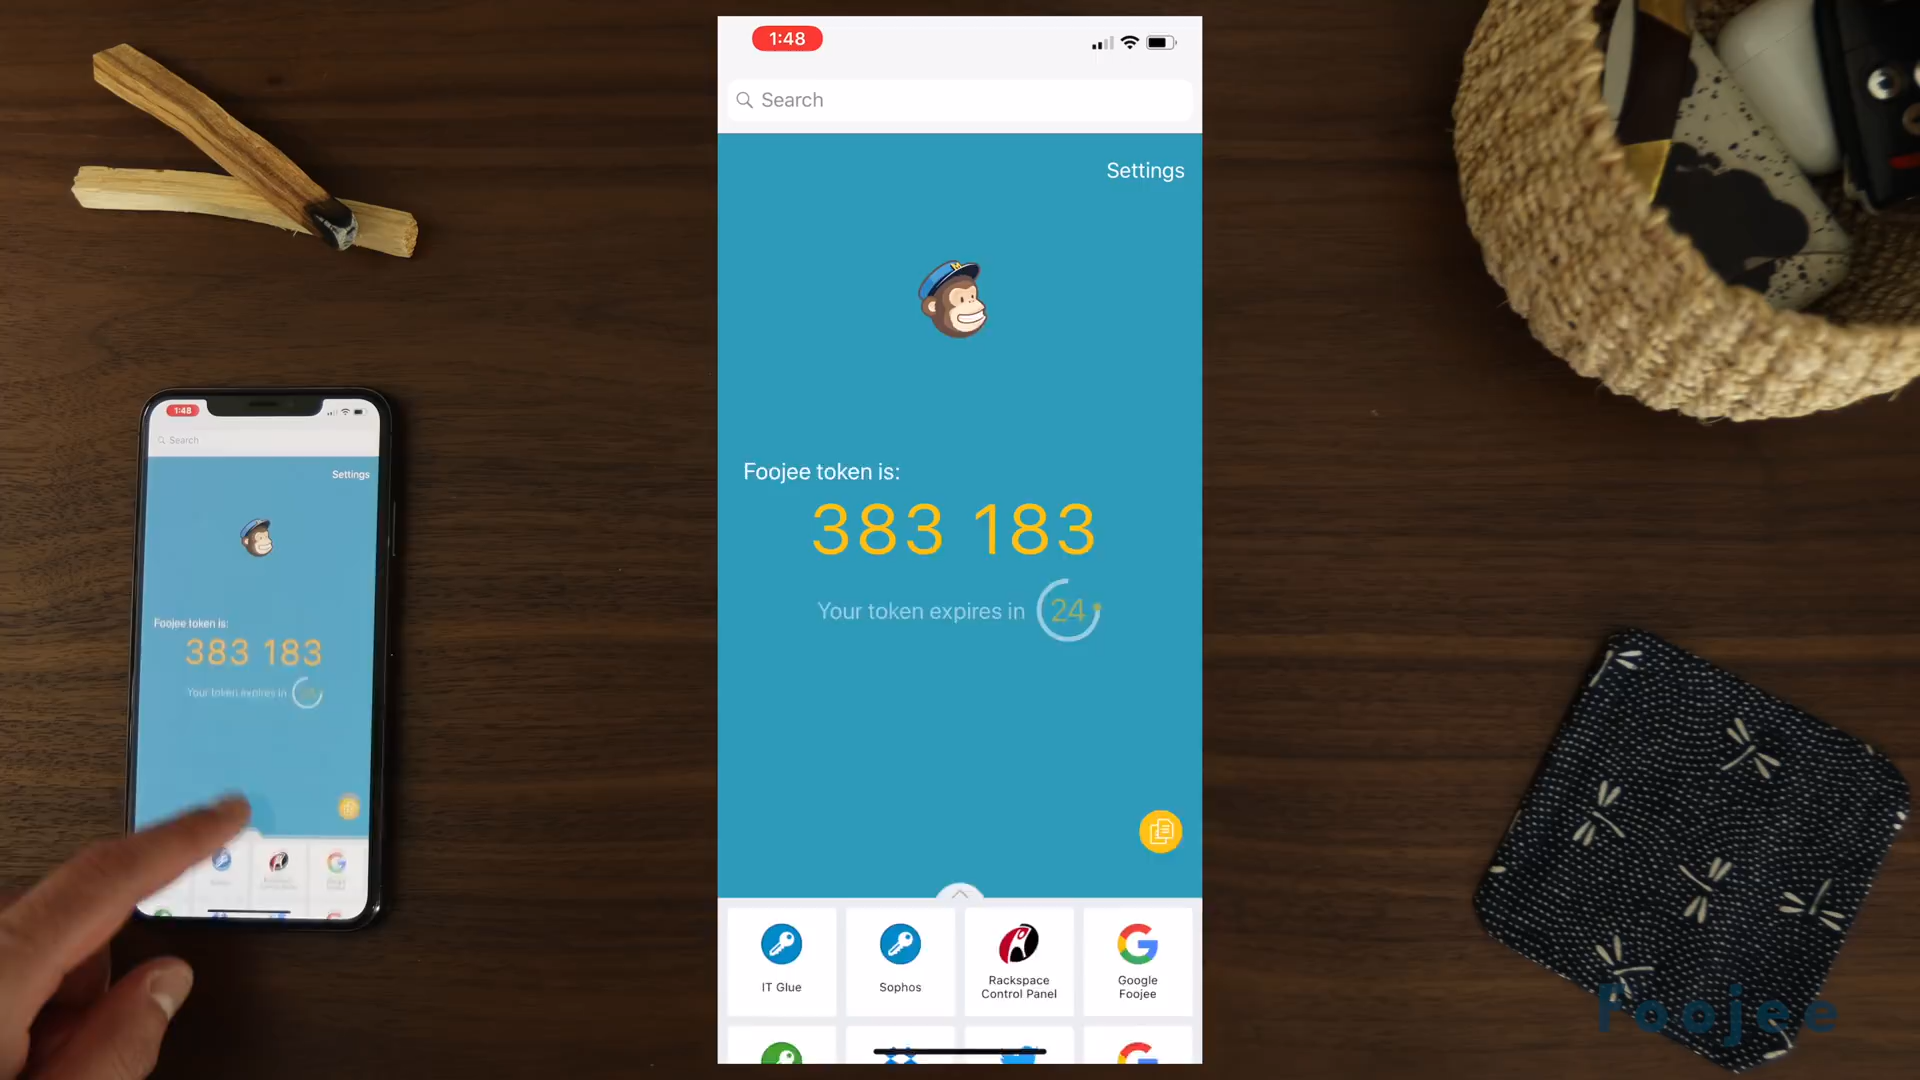 1:48
Search
Settings
Foojee token is:
383 183
Your token expires in 24
IT Glue
Sophos
Rackspace
Control Panel
Google
Foojee
1:48
Search
Settings
Foojee token is:
383 183
Your token expires in
Foojee